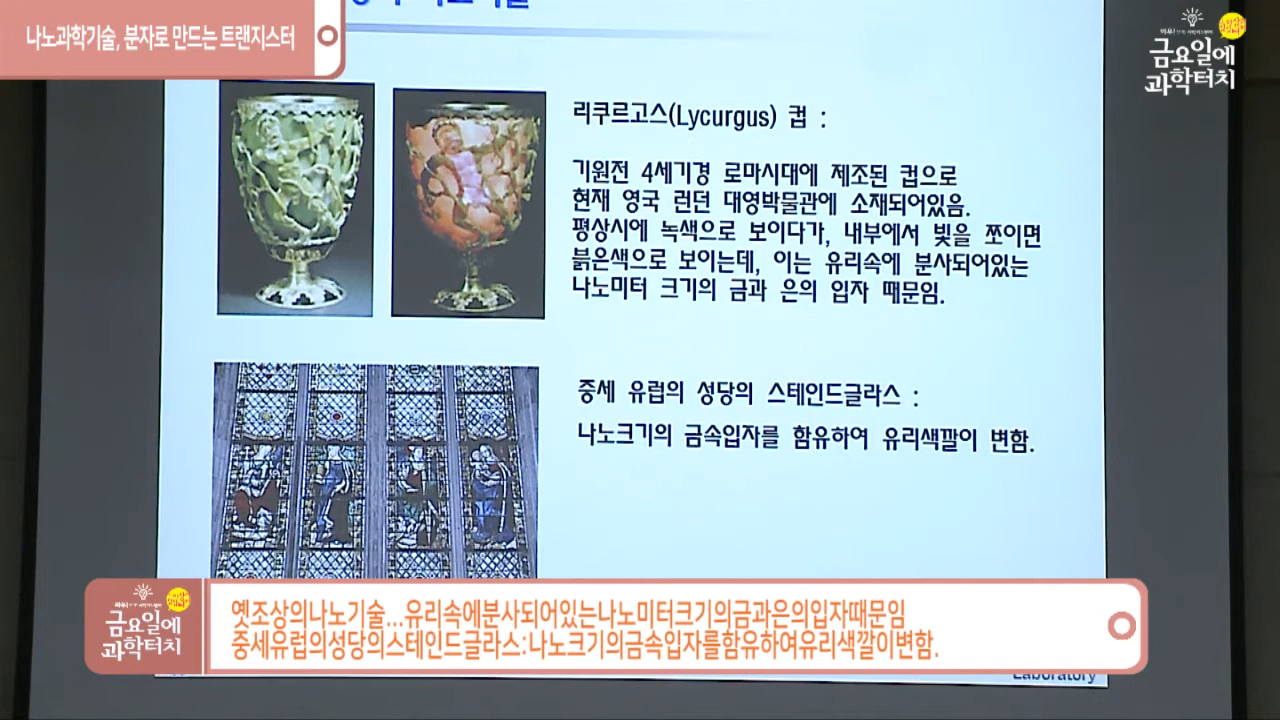 나노과학기술, 분자로 만드는 트랜지스터
금요일에
과학터치
리쿠르고스(Lycurgus) 컵 :
기원전 4세기경 로마시대에 제조된 컵으로
현재 영국 런던 대영박물관에 소재되어있음.
평상시에 녹색으로 보이다가, 내부에서 빛을 쪼이면
붉은색으로 보이는데, 이는 유리속에 분사되어있는
나노미터 크기의 금과 은의 입자 때문임.
중세 유럽의 성당의 스테인드글라스 :
나노크기의 금속입자를 함유하여 유리색깔이 변함.
금요일에
과학터치
옛조상의나노기술...유리속에분사되어있는나노미터크기의금과은의입자때문임
중세유럽의성당의스테인드글라스:나노크기의금속입자를함유하여유리색깔이변함.
Laboratory